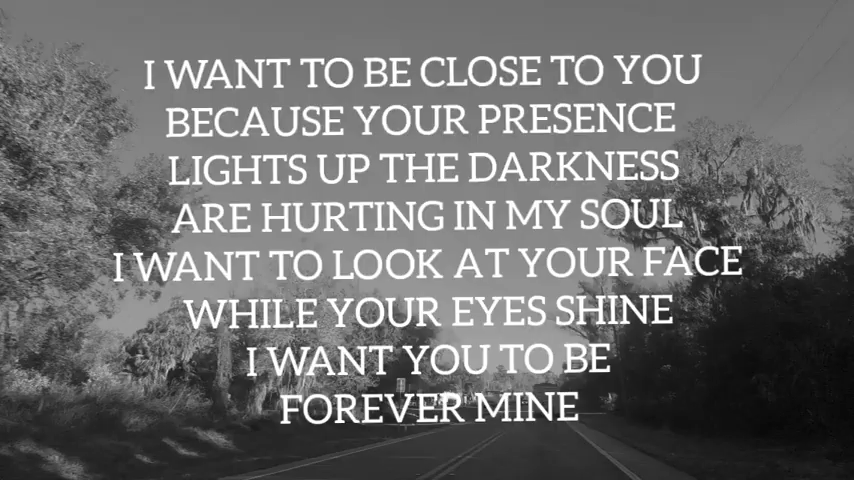 I WANT TO BE CLOSE TO YOU
BECAUSE YOUR PRESENCE
LIGHTS UP THE DARKNESS
ARE HURTING IN MY SOUL
I WANT TO LOOK AT YOUR FACE
WHILE YOUR EYES SHINE
I WANT YOU TO BE
FOREVER MINE